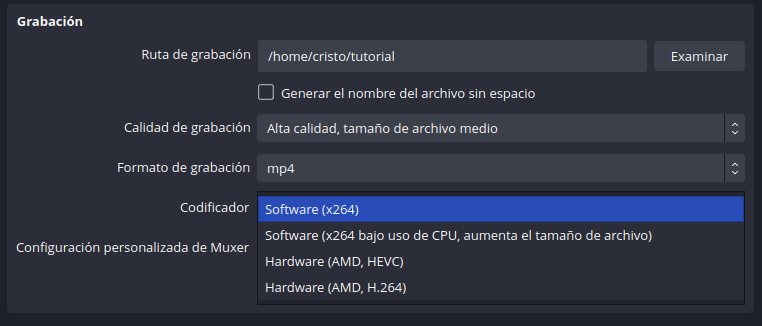 Grabación
Ruta de grabación /home/cristo/tutorial Examinar
Generar el nombre del archivo sin espacio
Calidad de grabación Alta calidad, tamaño de archivo medio
Formato de grabación mp4
Codificador Software (x264)
Software (x264 bajo uso de CPU, aumenta el tamaño de archivo)
Configuración personalizada de Muxer
Hardware (AMD, HEVC)
Hardware (AMD, H.264)